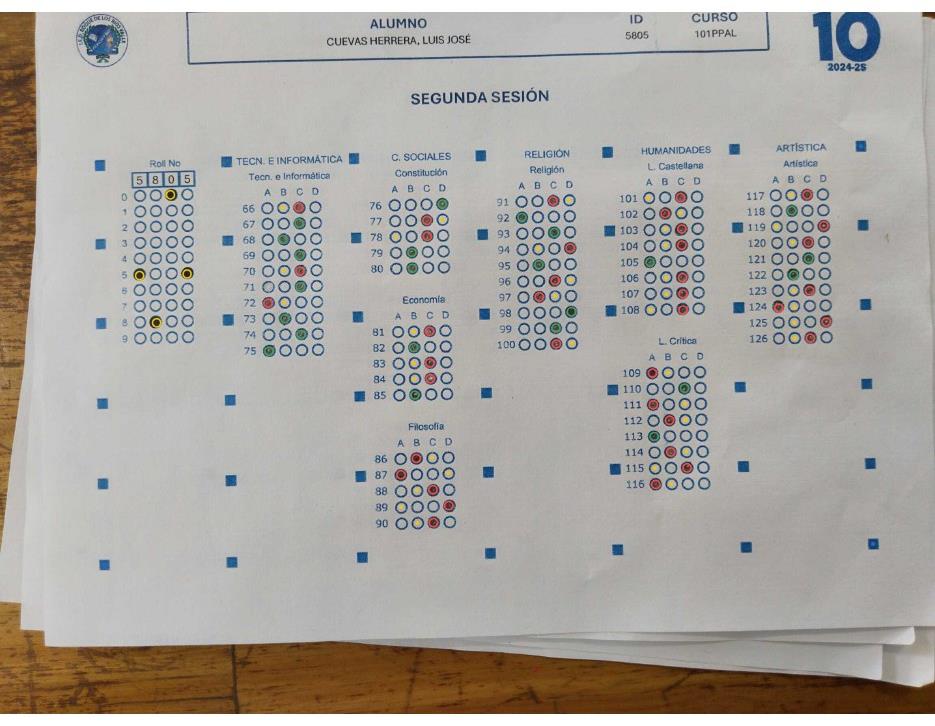 ALUMNO
CUEVAS HERRERA, LUIS JOSÉ
ID
5805
CURSO
101PPAL
10
2024-25
SEGUNDA SESIÓN
Roll No
5 8 0 5
0
1
2
3
4
5
6
7
8
9
TECN. E INFORMÁTICA
Tecn. e Informática
A B C D
66
67
68
69
70
71
72
73
74
75
C. SOCIALES
Constitución
A B C D
76
77
78
79
80
Economía
A B C D
81
82
83
84
85
Filosofía
A B C D
86
87
88
89
90
RELIGIÓN
Religión
A B C D
91
92
93
94
95
96
97
98
99
100
HUMANIDADES
L. Castellana
A B C D
101
102
103
104
105
106
107
108
L. Crítica
A B C D
109
110
111
112
113
114
115
116
ARTÍSTICA
Artística
A B C D
117
118
119
120
121
122
123
124
125
126